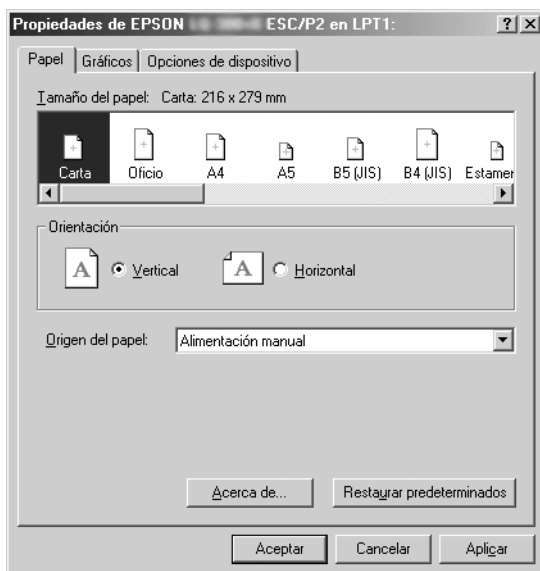 Propiedades de EPSON ESC/P2 en LPT1:
Papel Gráficos Opciones de dispositivo
Tamaño del papel: Carta: 216 x 279 mm
Carta Oficio A4 A5 B5 (JIS) B4 (JIS) Estamen
Orientación
A Vertical A Horizontal
Origen del papel: Alimentación manual
Acerca de... Restaurar predeterminados
Aceptar Cancelar Aplicar